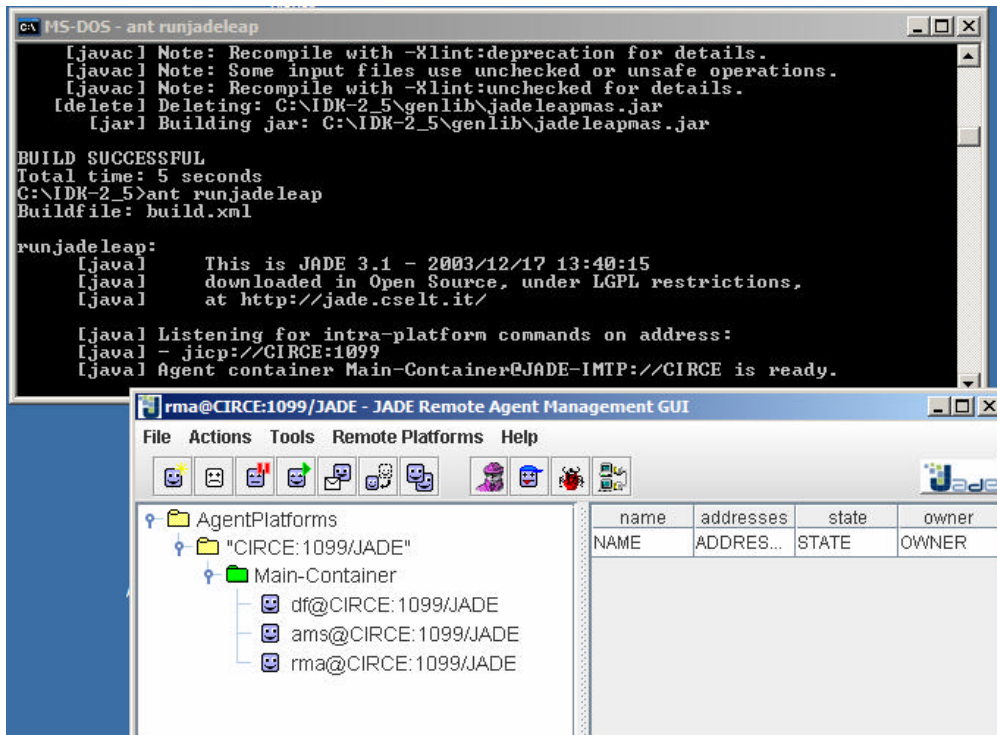 MS-DOS - ant runjadeleap
[javac] Note: Recompile with -Xlint:deprecation for details.
[javac] Note: Some input files use unchecked or unsafe operations.
[javac] Note: Recompile with -Xlint:unchecked for details.
[delete] Deleting: C:\IDK-2_5\genlib\jadeleapmas.jar
[jar] Building jar: C:\IDK-2_5\genlib\jadeleapmas.jar
BUILD SUCCESSFUL
Total time: 5 seconds
C:\IDK-2_5>ant runjadeleap
Buildfile: build.xml
runjadeleap:
[java] This is JADE 3.1 - 2003/12/17 13:40:15
[java] downloaded in Open Source, under LGPL restrictions,
[java] at http://jade.cselt.it/
[java] Listening for intra-platform commands on address:
[java] - jicp://CIRCE:1099
[java] Agent container Main-Container@JADE-IMTP://CIRCE is ready.
rma@CIRCE:1099/JADE - JADE Remote Agent Management GUI
File Actions Tools Remote Platforms Help
Jade
AgentPlatforms
"CIRCE:1099/JADE"
Main-Container
df@CIRCE:1099/JADE
ams@CIRCE:1099/JADE
rma@CIRCE:1099/JADE
name addresses state owner
NAME ADDRES... STATE OWNER